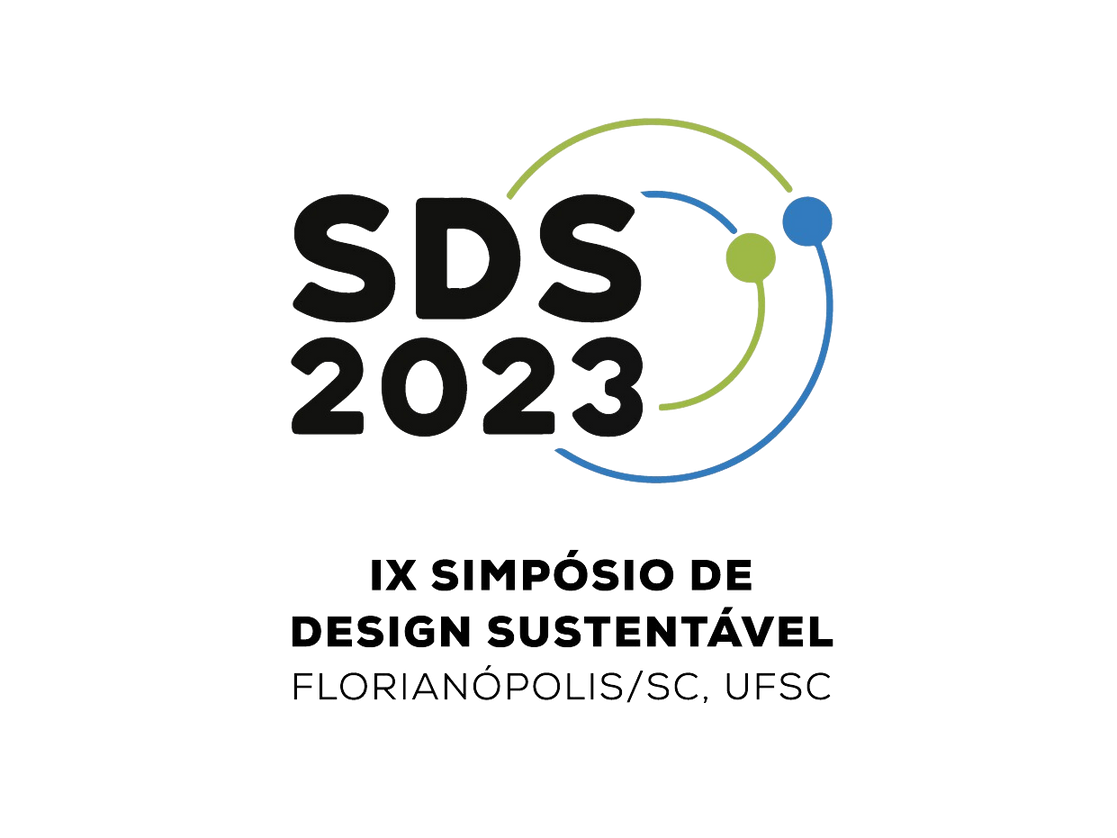 SDS
2023
IX SIMPÓSIO DE
DESIGN SUSTENTÁVEL
FLORIANÓPOLIS/SC, UFSC